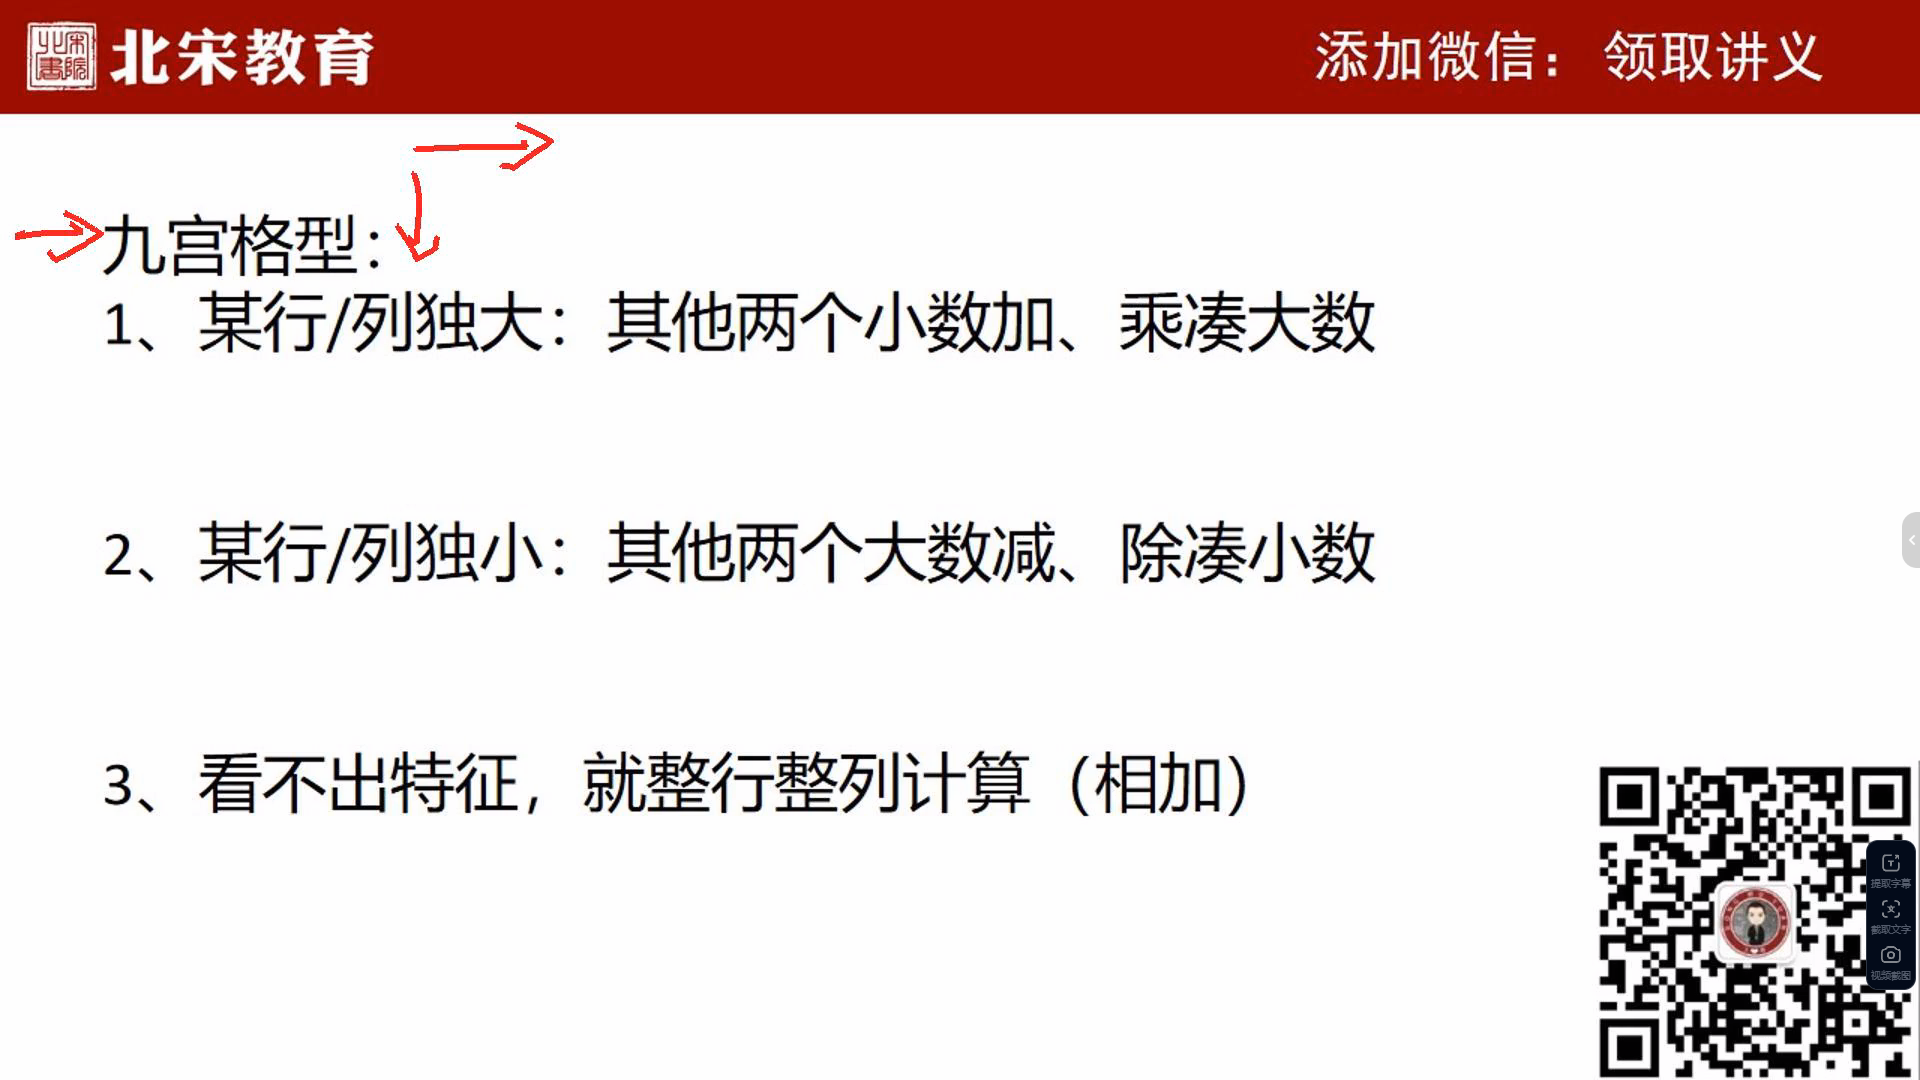 北宋書院
北宋教育
添加微信：领取讲义
九宫格型：
1、某行/列独大：其他两个小数加、乘凑大数
2、某行/列独小：其他两个大数减、除凑小数
3、看不出特征，就整行整列计算（相加）
提取字幕
截取文字
视频截图